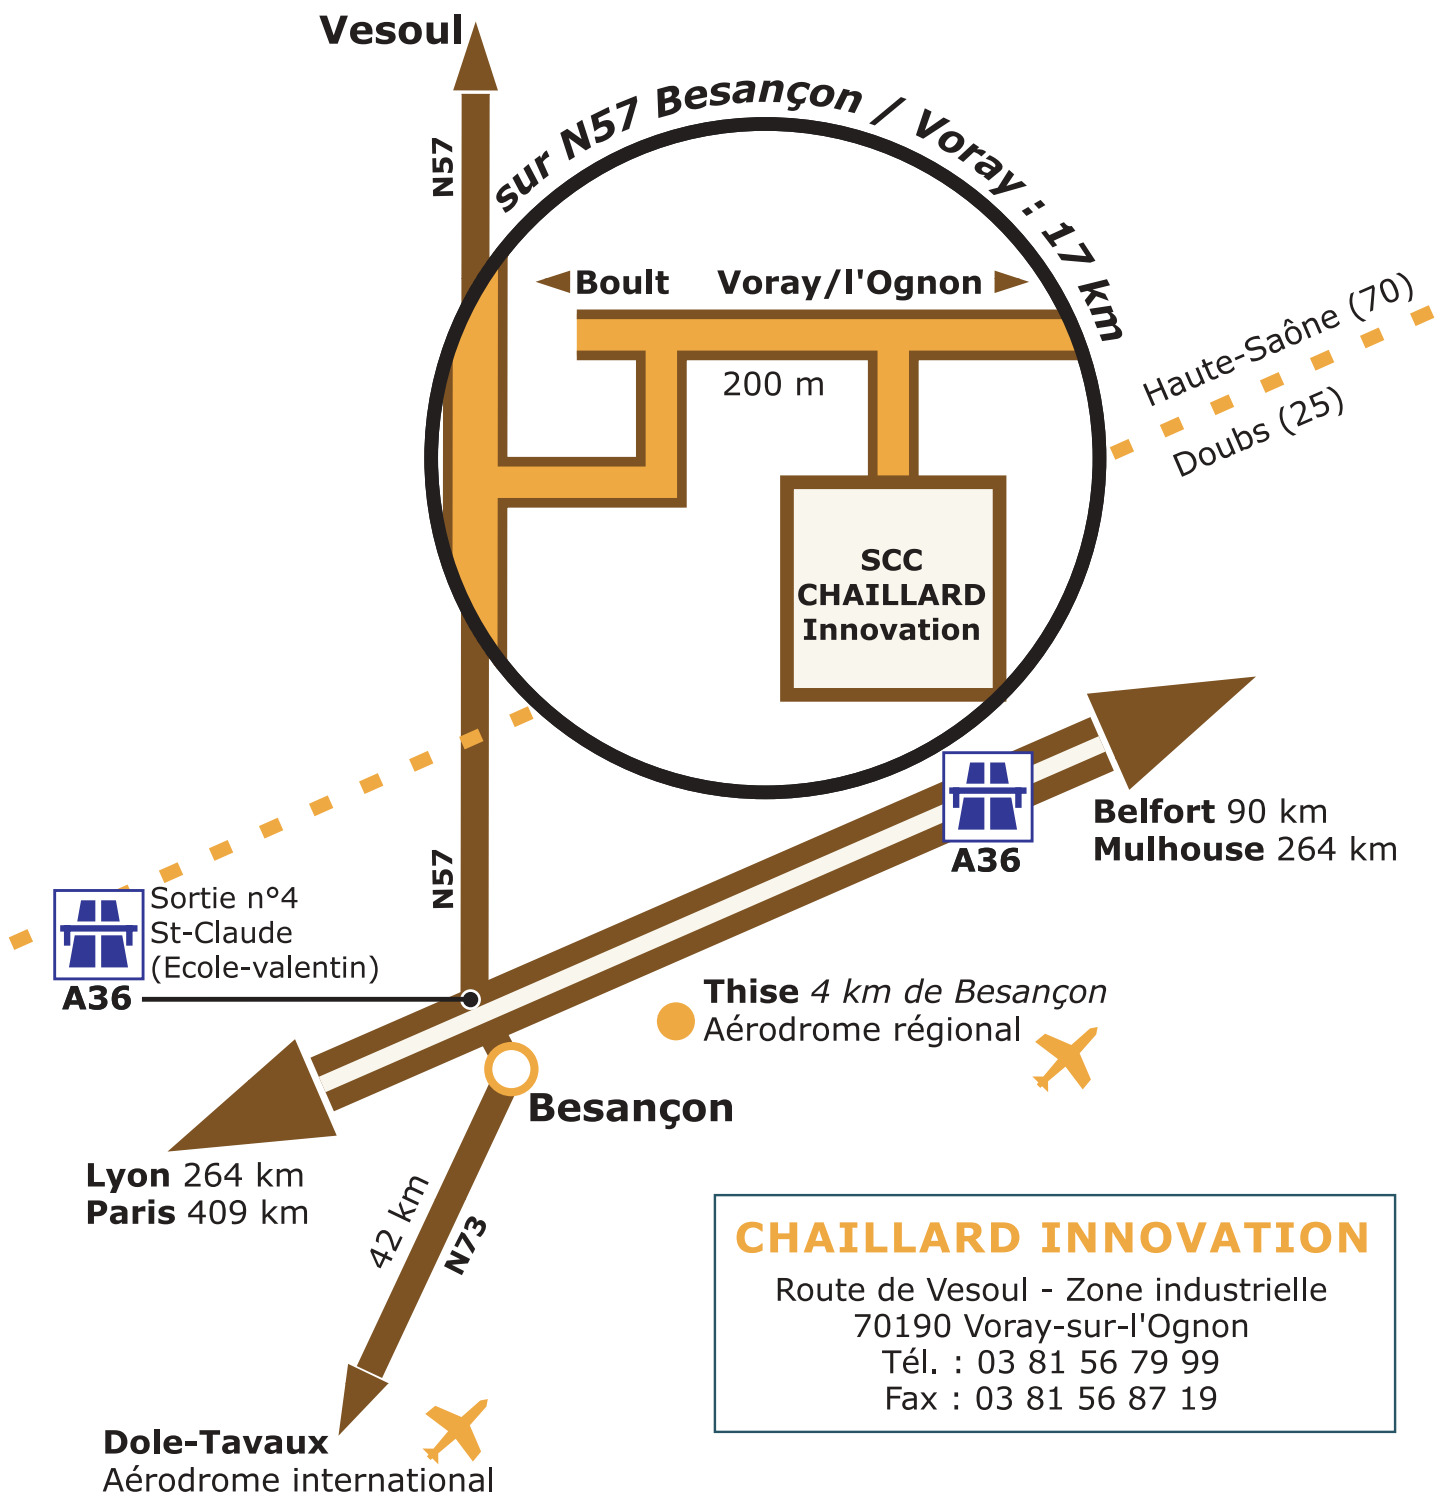 Vesoul
N57
sur N57 Besançon / Voray : 17 km
Boult Voray/l'Ognon
200 m
Haute-Saône (70)
Doubs (25)
SCC
CHAILLARD
Innovation
Belfort 90 km
Mulhouse 264 km
A36
N57
Sortie n°4
St-Claude
(Ecole-valentin)
A36
Thise 4 km de Besançon
Aérodrome régional
Besançon
Lyon 264 km
Paris 409 km
42 km
N73
Dole-Tavaux
Aérodrome international
CHAILLARD INNOVATION
Route de Vesoul - Zone industrielle
70190 Voray-sur-l'Ognon
Tél. : 03 81 56 79 99
Fax : 03 81 56 87 19